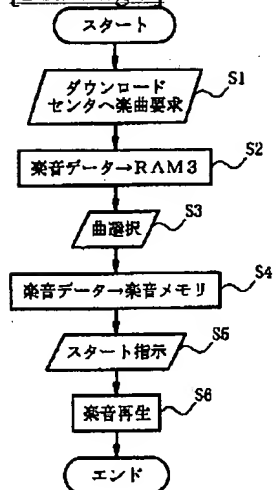 スタート
ダウンロード
センタへ楽曲要求
S1
楽音データ→RAM3
S2
曲選択
S3
楽音データ→楽音メモリ
S4
スタート指示
S5
楽音再生
S6
エンド